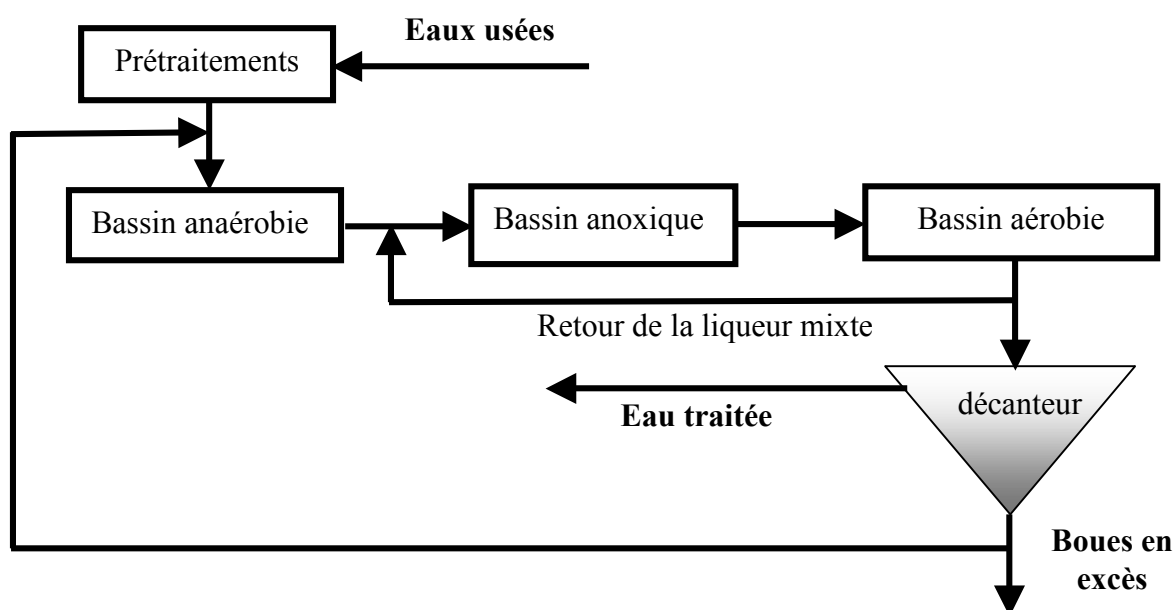 Eaux usées
Prétraitements
Bassin anaérobie
Bassin anoxique
Bassin aérobie
Retour de la liqueur mixte
décanteur
Eau traitée
Boues en
excès